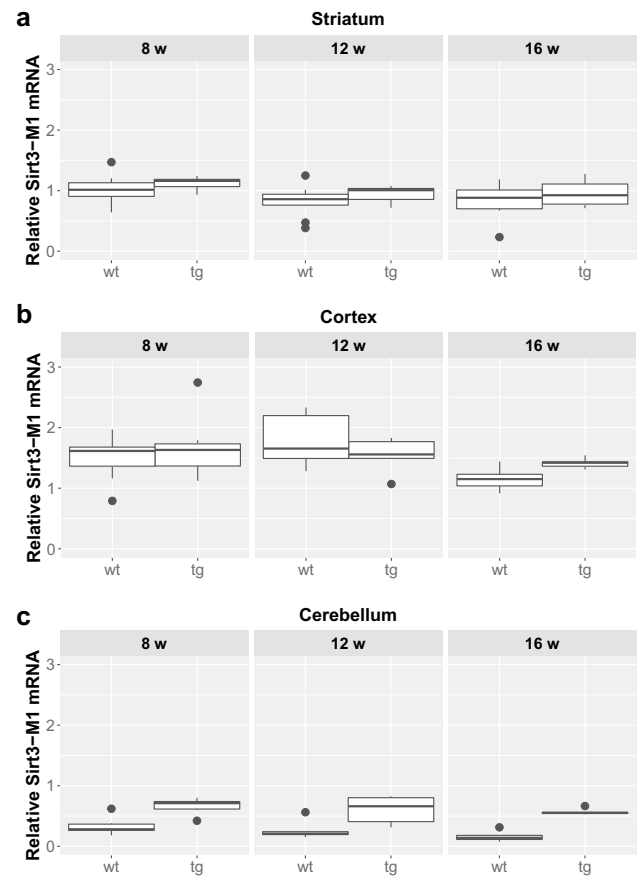 a
Striatum
8 w
12 w
16 w
Relative Sirt3−M1 mRNA
3
2
1
0
wt
tg
wt
tg
wt
tg
b
Cortex
8 w
12 w
16 w
Relative Sirt3−M1 mRNA
3
2
1
0
wt
tg
wt
tg
wt
tg
c
Cerebellum
8 w
12 w
16 w
Relative Sirt3−M1 mRNA
3
2
1
0
wt
tg
wt
tg
wt
tg